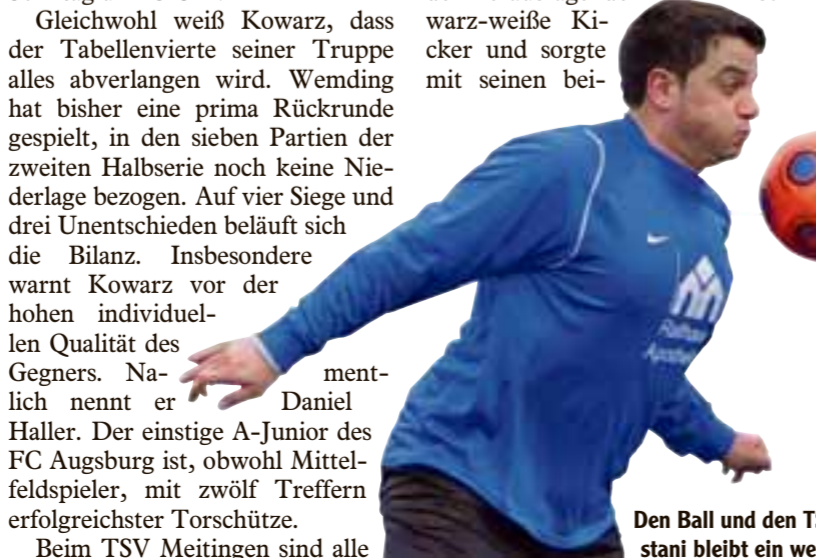 Gleichwohl weiß Kowarz, dass
der Tabellenvierte seiner Truppe
alles abverlangen wird. Wemding
hat bisher eine prima Rückrunde
gespielt, in den sieben Partien der
zweiten Halbserie noch keine Nie-
derlage bezogen. Auf vier Siege und
drei Unentschieden beläuft sich
die Bilanz. Insbesondere
warnt Kowarz vor der
hohen individuel-
len Qualität des
Gegners. Na- ment-
lich nennt er Daniel
Haller. Der einstige A-Junior des
FC Augsburg ist, obwohl Mittel-
feldspieler, mit zwölf Treffern
erfolgreichster Torschütze.
Beim TSV Meitingen sind alle
warz-weiße Ki-
cker und sorgte
mit seinen bei-
Den Ball und den
stani bleibt ein